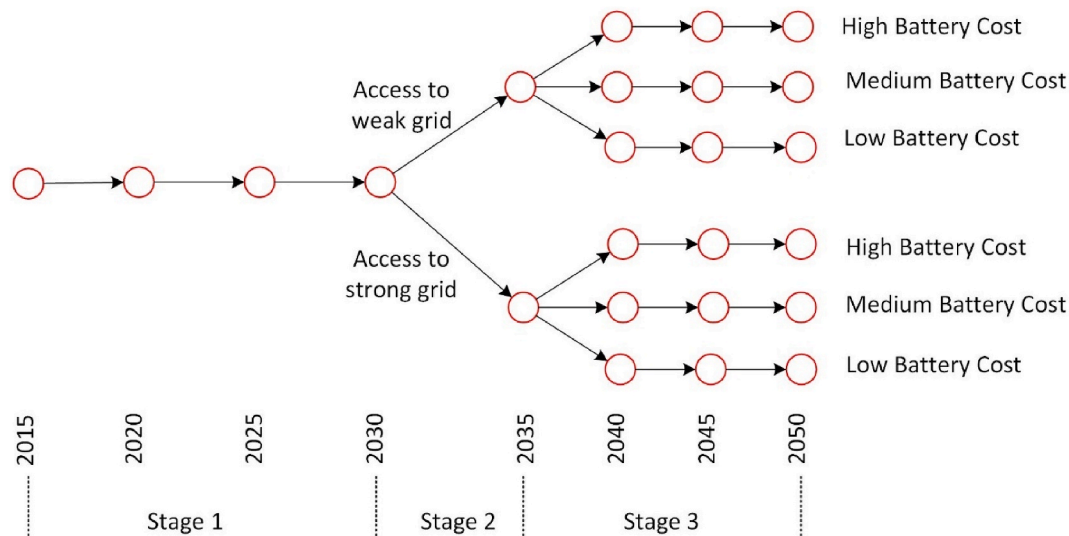 High Battery Cost
Access to
weak grid
Medium Battery Cost
Low Battery Cost
Access to
strong grid
High Battery Cost
Medium Battery Cost
Low Battery Cost
2015
2020
2025
2030
2035
2040
2045
2050
Stage 1
Stage 2
Stage 3